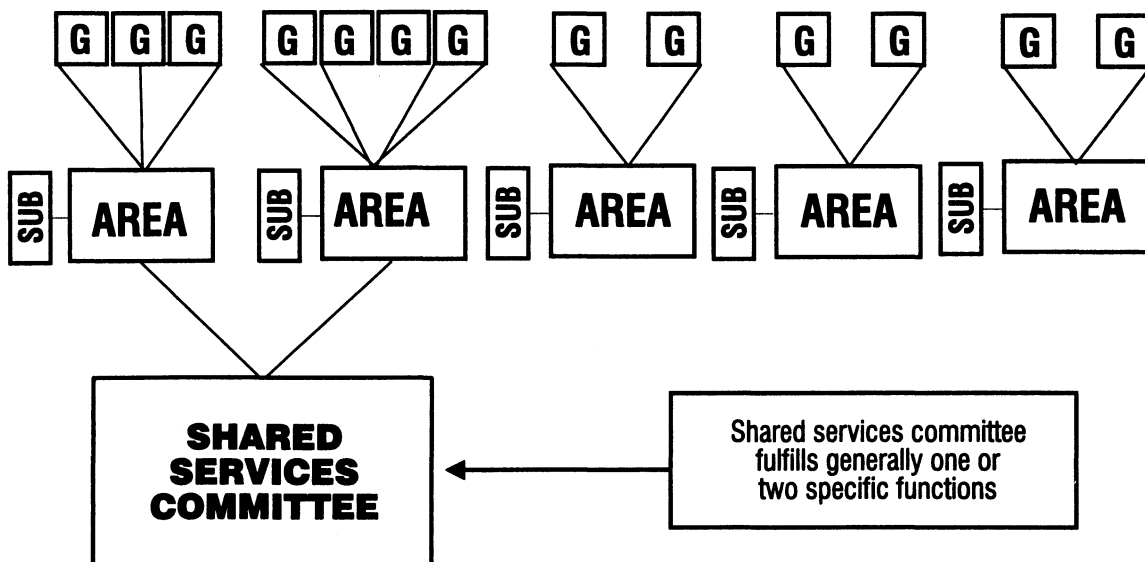 G G G G G G G G G G G G G
SUB AREA SUB AREA SUB AREA SUB AREA SUB AREA
SHARED
SERVICES
COMMITTEE
Shared services committee
fulfills generally one or
two specific functions